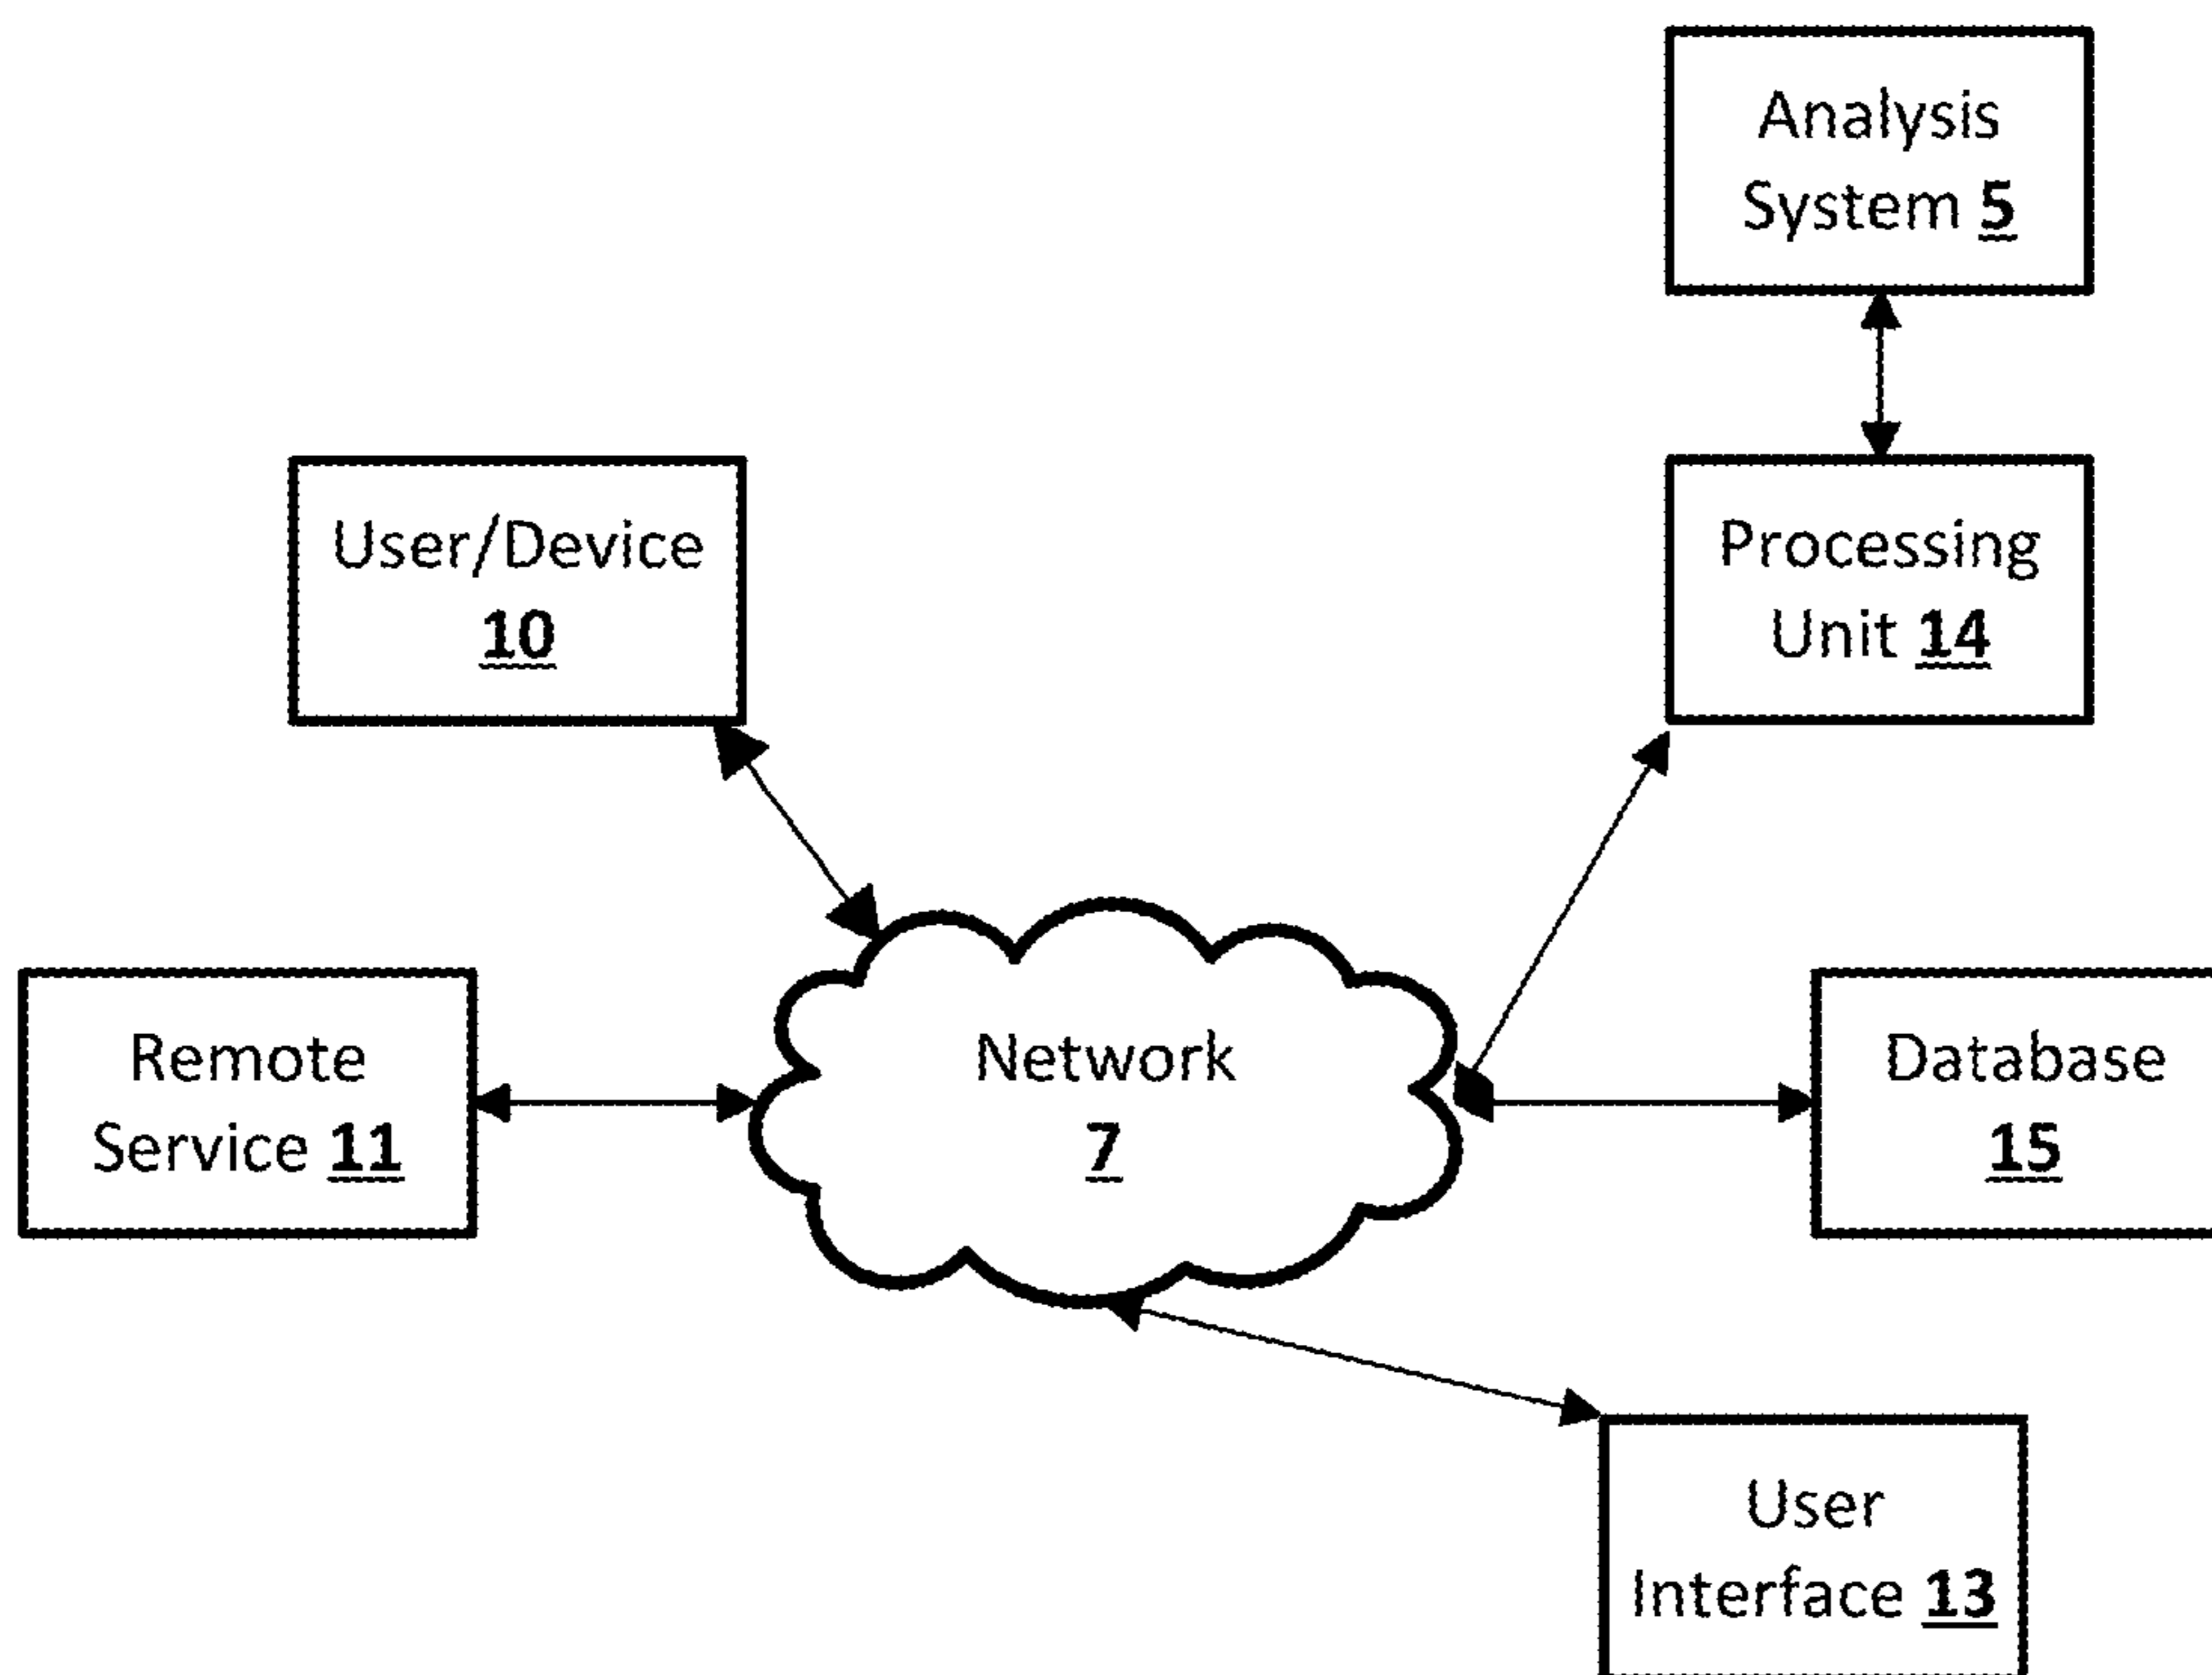 Analysis
System 5
User/Device
10
Processing
Unit 14
Remote
Service 11
Network
7
Database
15
User
Interface 13